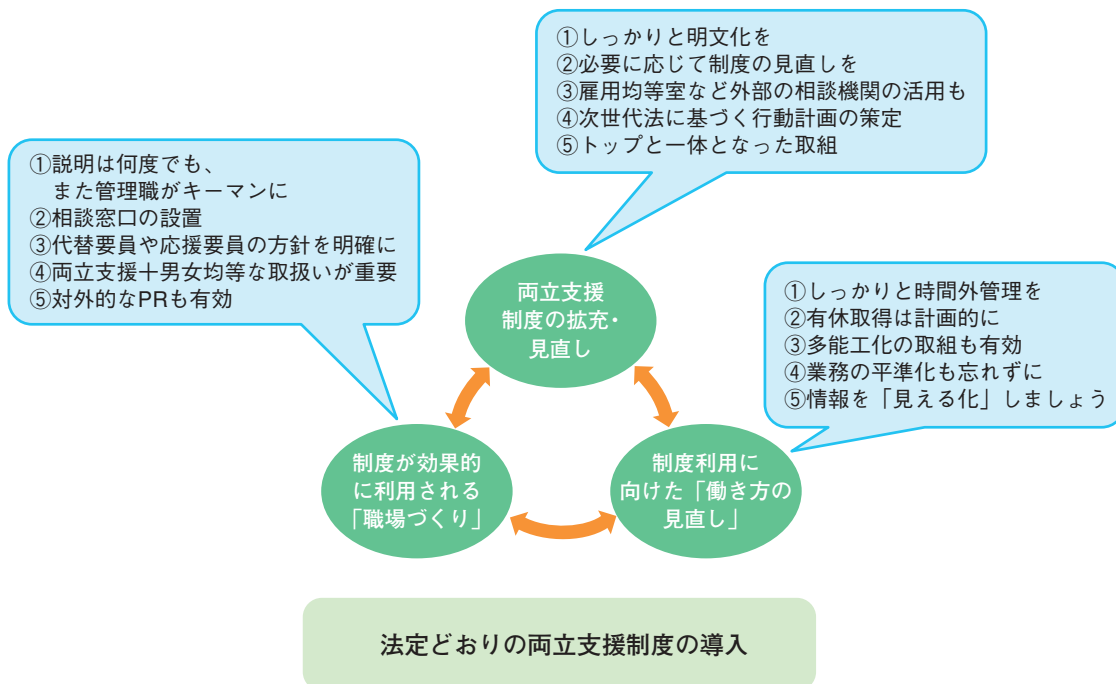 ①しっかりと明文化を
②必要に応じて制度の見直しを
③雇用均等室など外部の相談機関の活用も
④次世代法に基づく行動計画の策定
⑤トップと一体となった取組
①説明は何度でも、
また管理職がキーマンに
②相談窓口の設置
③代替要員や応援要員の方針を明確に
④両立支援十男女均等な取扱いが重要
⑤対外的なPRも有効
両立支援
制度の拡充・
見直し
①しっかりと時間外管理を
②有休取得は計画的に
③多能工化の取組も有効
④業務の平準化も忘れずに
⑤情報を「見える化」しましょう
制度が効果的
に利用される
「職場づくり」
制度利用に
向けた「働き方の
見直し」
法定どおりの両立支援制度の導入